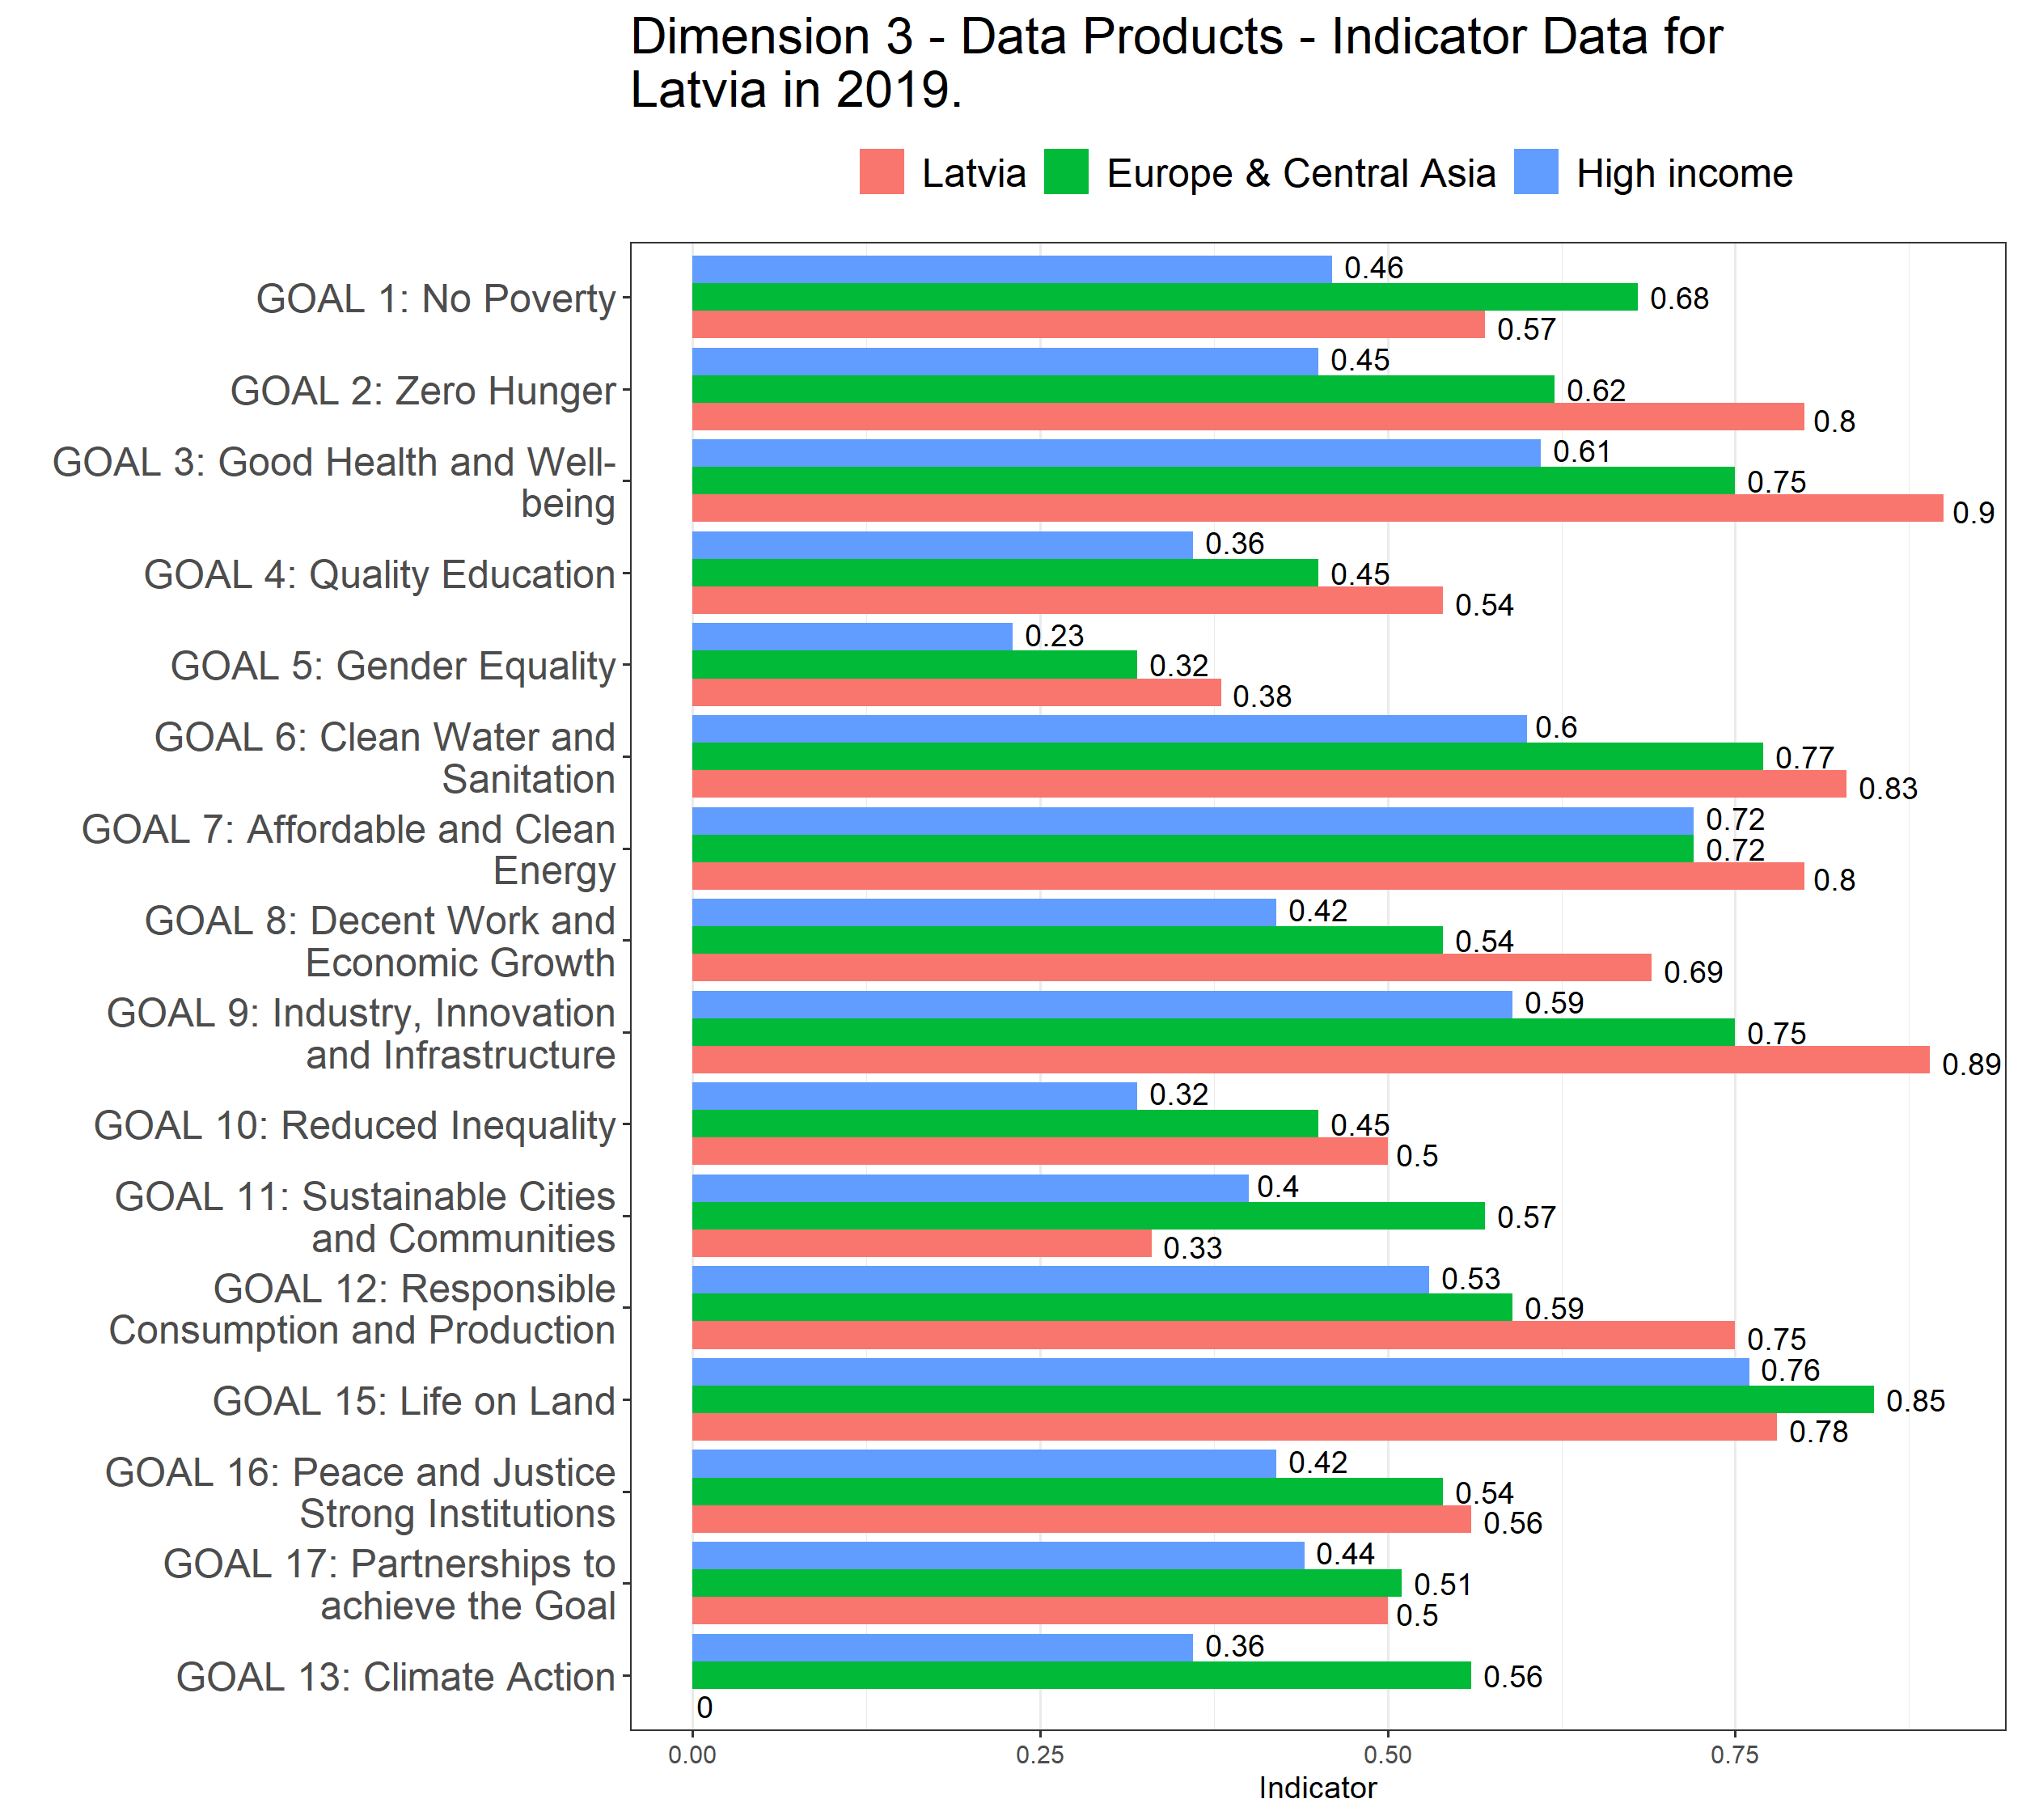 Dimension 3 - Data Products - Indicator Data for
Latvia in 2019.
Latvia
Europe & Central Asia
High income
GOAL 1: No Poverty
0.46
0.68
0.57
GOAL 2: Zero Hunger
0.45
0.62
0.8
GOAL 3: Good Health and Well-
being
0.61
0.75
0.9
GOAL 4: Quality Education
0.36
0.45
0.54
GOAL 5: Gender Equality
0.23
0.32
0.38
GOAL 6: Clean Water and
Sanitation
0.6
0.77
0.83
GOAL 7: Affordable and Clean
Energy
0.72
0.72
0.8
GOAL 8: Decent Work and
Economic Growth
0.42
0.54
0.69
GOAL 9: Industry, Innovation
and Infrastructure
0.59
0.75
0.89
GOAL 10: Reduced Inequality
0.32
0.45
0.5
GOAL 11: Sustainable Cities
and Communities
0.4
0.57
0.33
GOAL 12: Responsible
Consumption and Production
0.53
0.59
0.75
GOAL 15: Life on Land
0.76
0.85
0.78
GOAL 16: Peace and Justice
Strong Institutions
0.42
0.54
0.56
GOAL 17: Partnerships to
achieve the Goal
0.44
0.51
0.5
GOAL 13: Climate Action
0.36
0.56
0
0.00
0.25
0.50
0.75
Indicator